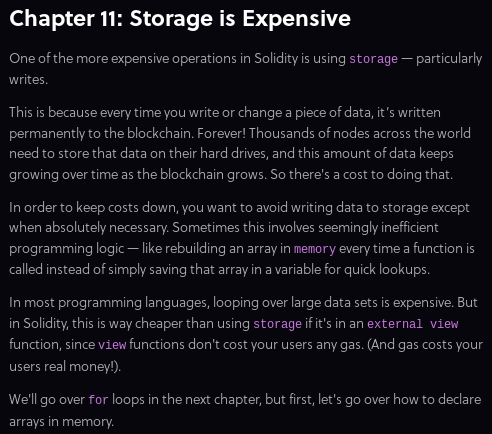 Chapter 11: Storage is Expensive
One of the more expensive operations in Solidity is using storage — particularly
writes.
This is because every time you write or change a piece of data, it’s written
permanently to the blockchain. Forever! Thousands of nodes across the world
need to store that data on their hard drives, and this amount of data keeps
growing over time as the blockchain grows. So there's a cost to doing that.
In order to keep costs down, you want to avoid writing data to storage except
when absolutely necessary. Sometimes this involves seemingly inefficient
programming logic — like rebuilding an array in memory every time a function is
called instead of simply saving that array in a variable for quick lookups.
In most programming languages, looping over large data sets is expensive. But
in Solidity, this is way cheaper than using storage if it's in an external view
function, since view functions don't cost your users any gas. (And gas costs your
users real money!).
We'll go over for loops in the next chapter, but first, let's go over how to declare
arrays in memory.